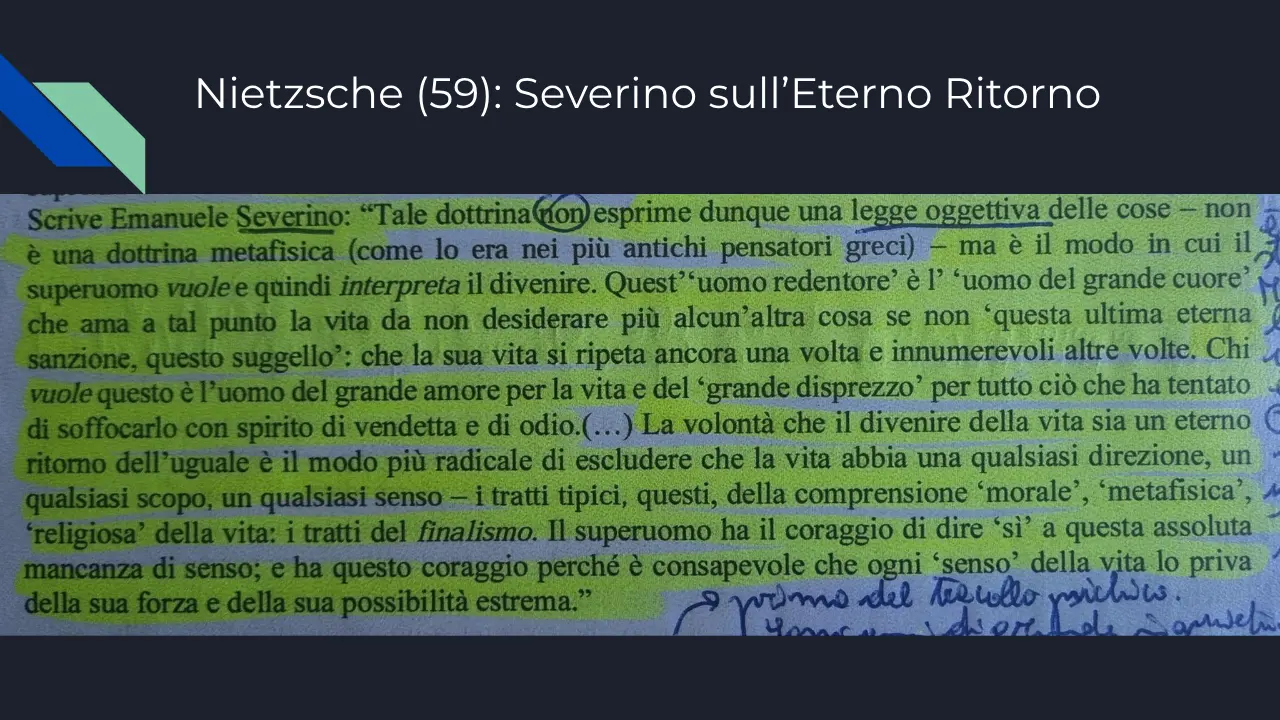 Nietzsche (59): Severino sull'Eterno Ritorno
Scrive Emanuele Severino: “Tale dottrina non esprime dunque una legge oggettiva delle cose – non
è una dottrina metafisica (come lo era nei più antichi pensatori greci) – ma è il modo in cui il
superuomo vuole e quindi interpreta il divenire. Quest'‘uomo redentore’ è l' ‘uomo del grande cuore’
che ama a tal punto la vita da non desiderare più alcun'altra cosa se non ‘questa ultima eterna
sanzione, questo suggello’: che la sua vita si ripeta ancora una volta e innumerevoli altre volte. Chi
vuole questo è l'uomo del grande amore per la vita e del ‘grande disprezzo’ per tutto ciò che ha tentato
di soffocarlo con spirito di vendetta e di odio.(…) La volontà che il divenire della vita sia un eterno
ritorno dell'uguale è il modo più radicale di escludere che la vita abbia una qualsiasi direzione, un
qualsiasi scopo, un qualsiasi senso – i tratti tipici, questi, della comprensione ‘morale’, ‘metafisica’,
‘religiosa’ della vita: i tratti del finalismo. Il superuomo ha il coraggio di dire ‘sì’ a questa assoluta
mancanza di senso; e ha questo coraggio perché è consapevole che ogni ‘senso’ della vita lo priva
della sua forza e della sua possibilità estrema.”
del tracollo psichico.